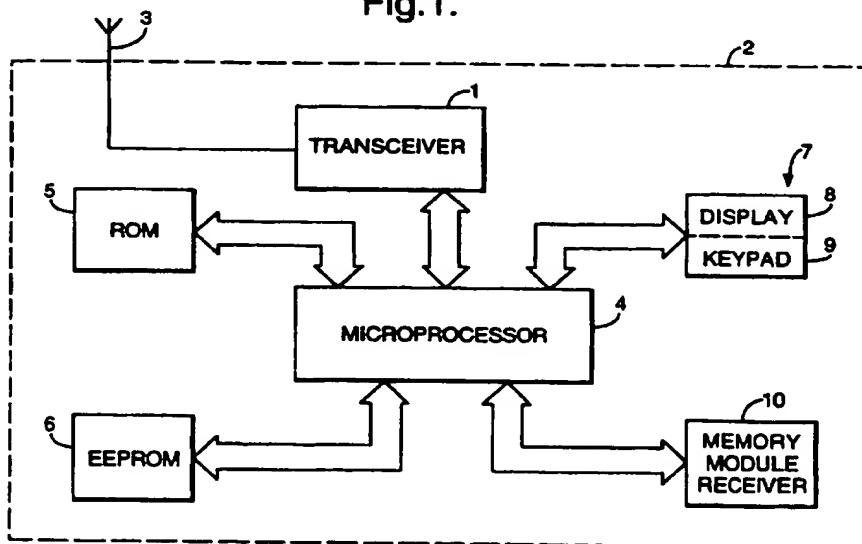 Fig.1.
3
2
1
TRANSCEIVER
7
5
ROM
DISPLAY
8
KEYPAD
9
MICROPROCESSOR
4
6
EEPROM
10
MEMORY
MODULE
RECEIVER